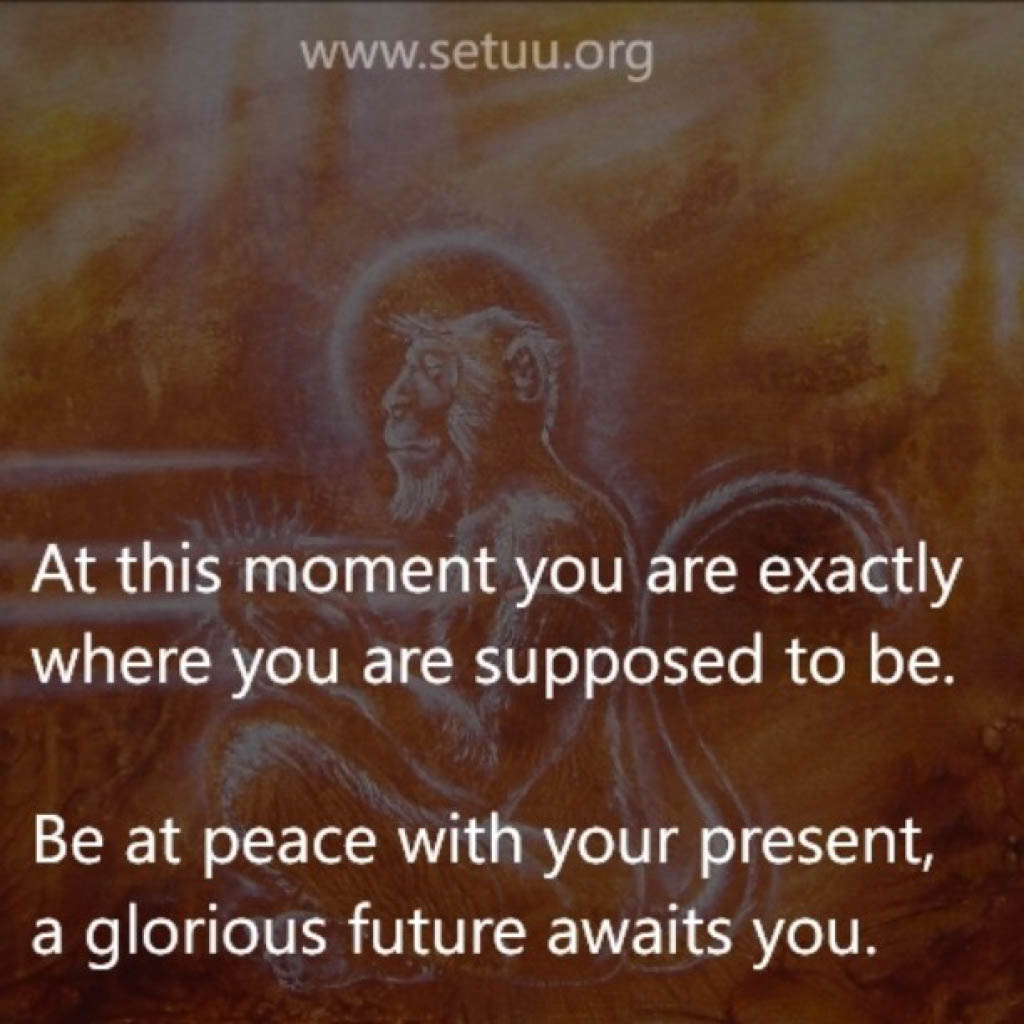 www.setuu.org
At this moment you are exactly
where you are supposed to be.
Be at peace with your present,
a glorious future awaits you.